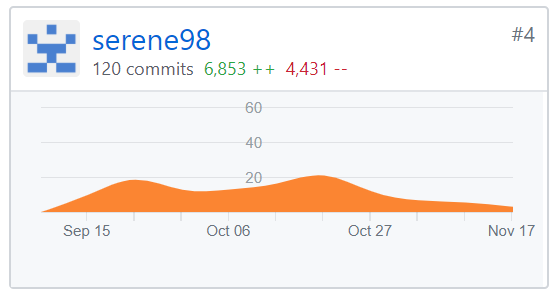 serene98
#4
120 commits 6,853 ++ 4,431 --
60
40
20
Sep 15 Oct 06 Oct 27 Nov 17